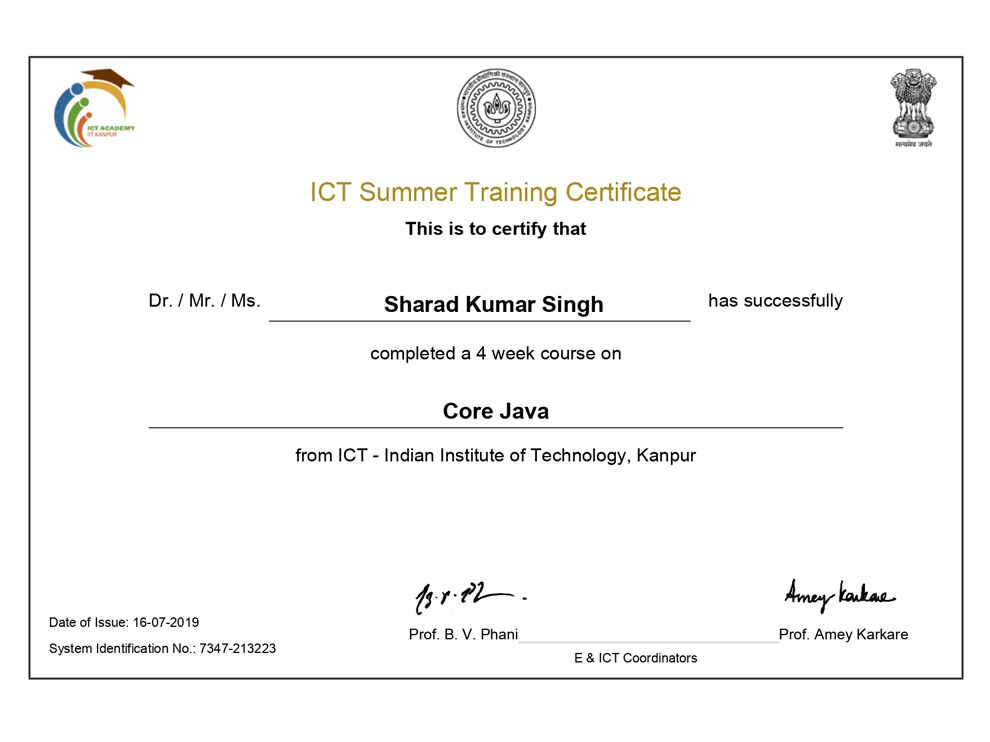 ICT ACADEMY
IIT KANPUR
सत्यमेव जयते
ICT Summer Training Certificate
This is to certify that
Dr. / Mr. / Ms. Sharad Kumar Singh has successfully
completed a 4 week course on
Core Java
from ICT - Indian Institute of Technology, Kanpur
Amey Karkare
Date of Issue: 16-07-2019
Prof. B. V. Phani Prof. Amey Karkare
System Identification No.: 7347-213223
E & ICT Coordinators